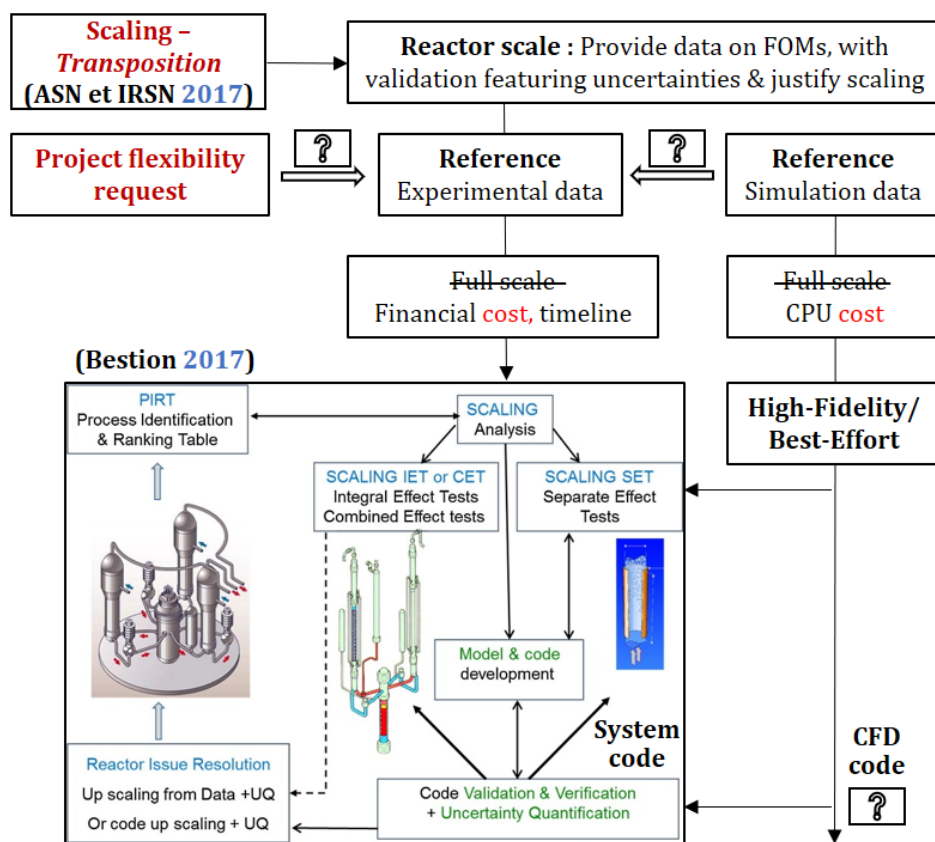 Scaling –
Transposition
(ASN et IRSN 2017)
Reactor scale : Provide data on FOMs, with
validation featuring uncertainties & justify scaling
Project flexibility
request
?
Reference
Experimental data
?
Reference
Simulation data
Full scale
Financial cost, timeline
Full scale
CPU cost
(Bestion 2017)
High-Fidelity/
Best-Effort
PIRT
Process Identification
& Ranking Table
SCALING
Analysis
SCALING IET or CET
Integral Effect Tests
Combined Effect tests
SCALING SET
Separate Effect
Tests
Model & code
development
System
code
CFD
code
?
Reactor Issue Resolution
Up scaling from Data +UQ
Or code up scaling + UQ
Code Validation & Verification
+ Uncertainty Quantification